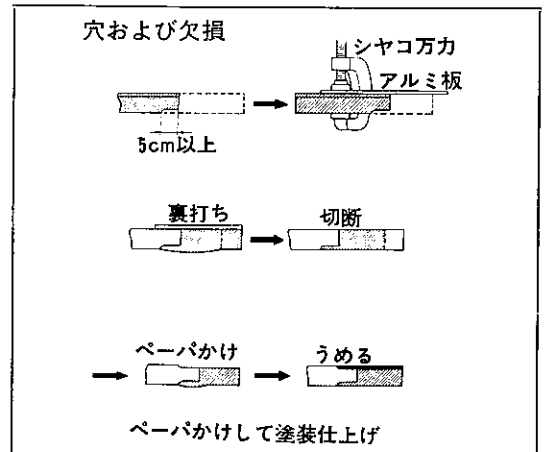 穴および欠損
シヤコ万力
アルミ板
5cm以上
裏打ち
切断
ペーパかけ
うめる
ペーパかけして塗装仕上げ